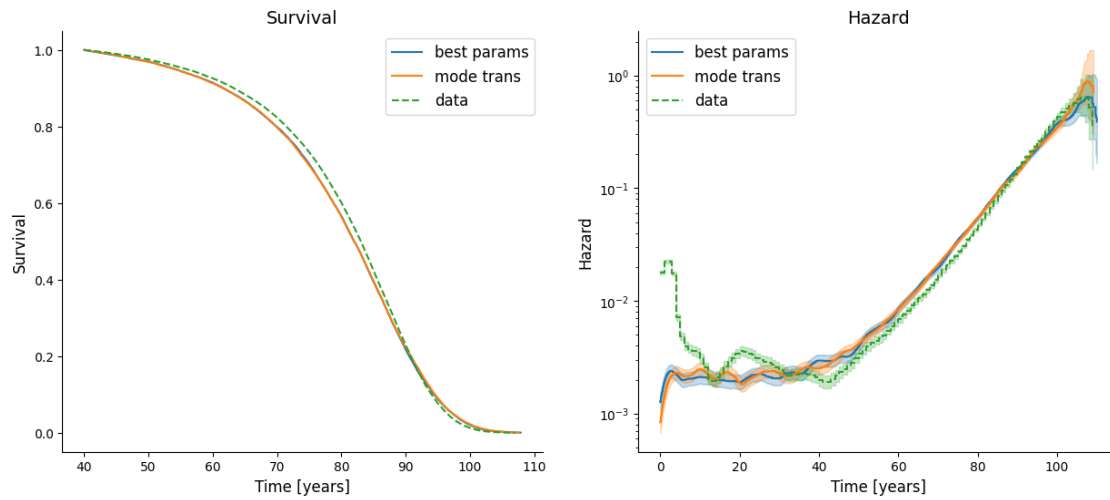 Survival
Survival
1.0
0.8
0.6
0.4
0.2
0.0
best params
mode trans
data
40 50 60 70 80 90 100 110
Time [years]
Hazard
Hazard
10⁰
10⁻¹
10⁻²
10⁻³
best params
mode trans
data
0 20 40 60 80 100
Time [years]